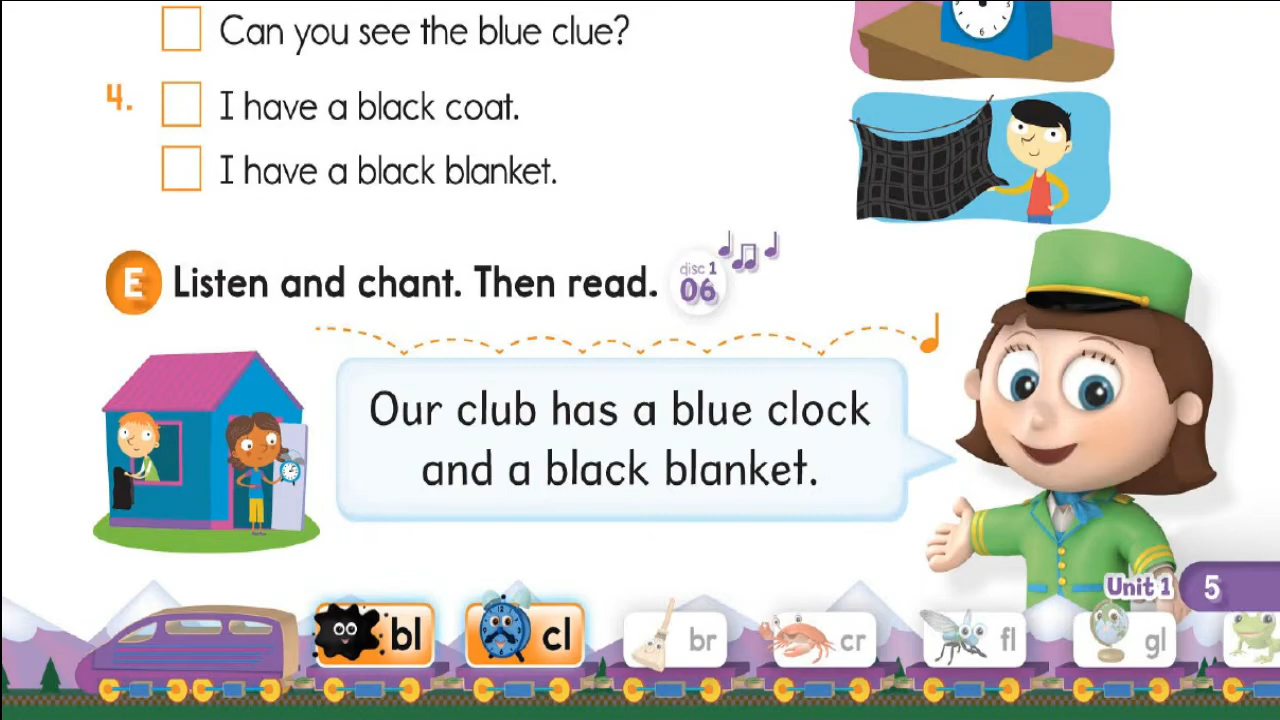 Can you see the blue clue?
4. I have a black coat.
I have a black blanket.
E Listen and chant. Then read. disc 1 06
Our club has a blue clock
and a black blanket.
Unit 1 5
bl cl br cr fl gl